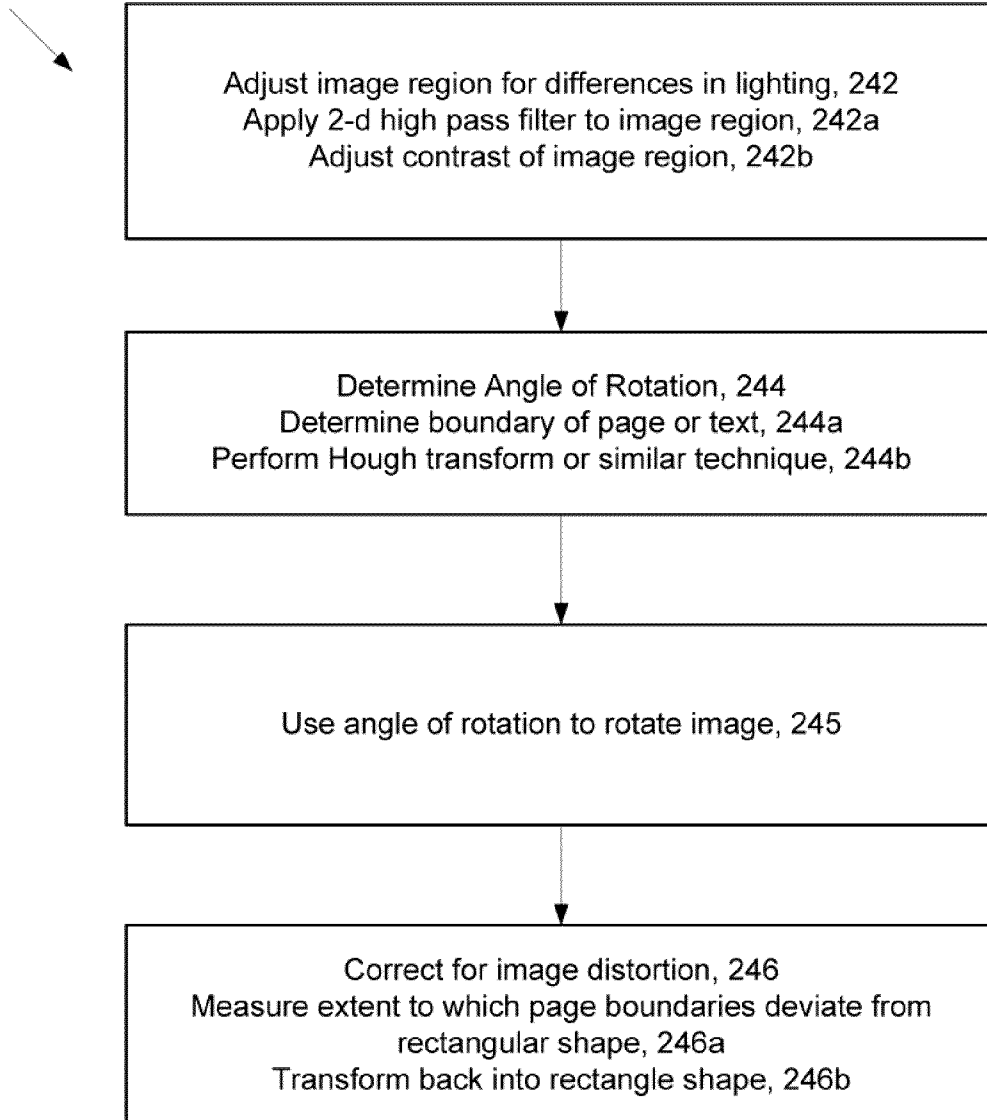 Adjust image region for differences in lighting, 242
Apply 2-d high pass filter to image region, 242a
Adjust contrast of image region, 242b
Determine Angle of Rotation, 244
Determine boundary of page or text, 244a
Perform Hough transform or similar technique, 244b
Use angle of rotation to rotate image, 245
Correct for image distortion, 246
Measure extent to which page boundaries deviate from
rectangular shape, 246a
Transform back into rectangle shape, 246b